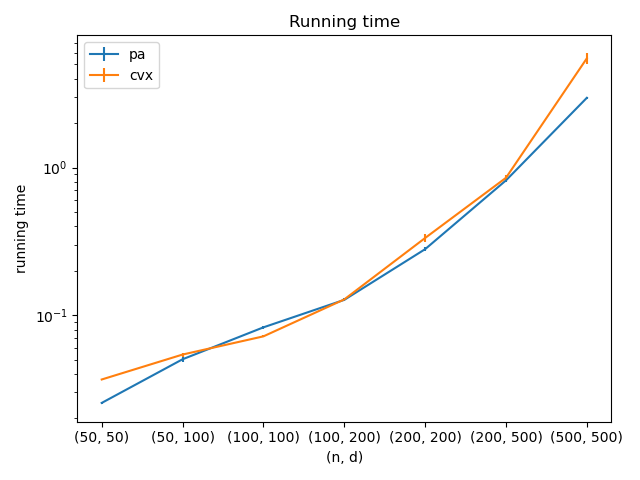 Running time
pa
cvx
running time
10^0
10^-1
(50, 50) (50, 100) (100, 100) (100, 200) (200, 200) (200, 500) (500, 500)
(n, d)